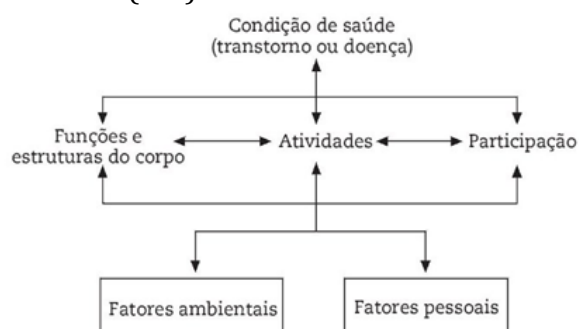 Condição de saúde
(transtorno ou doença)
Funções e
estruturas do corpo
Atividades
Participação
Fatores ambientais
Fatores pessoais